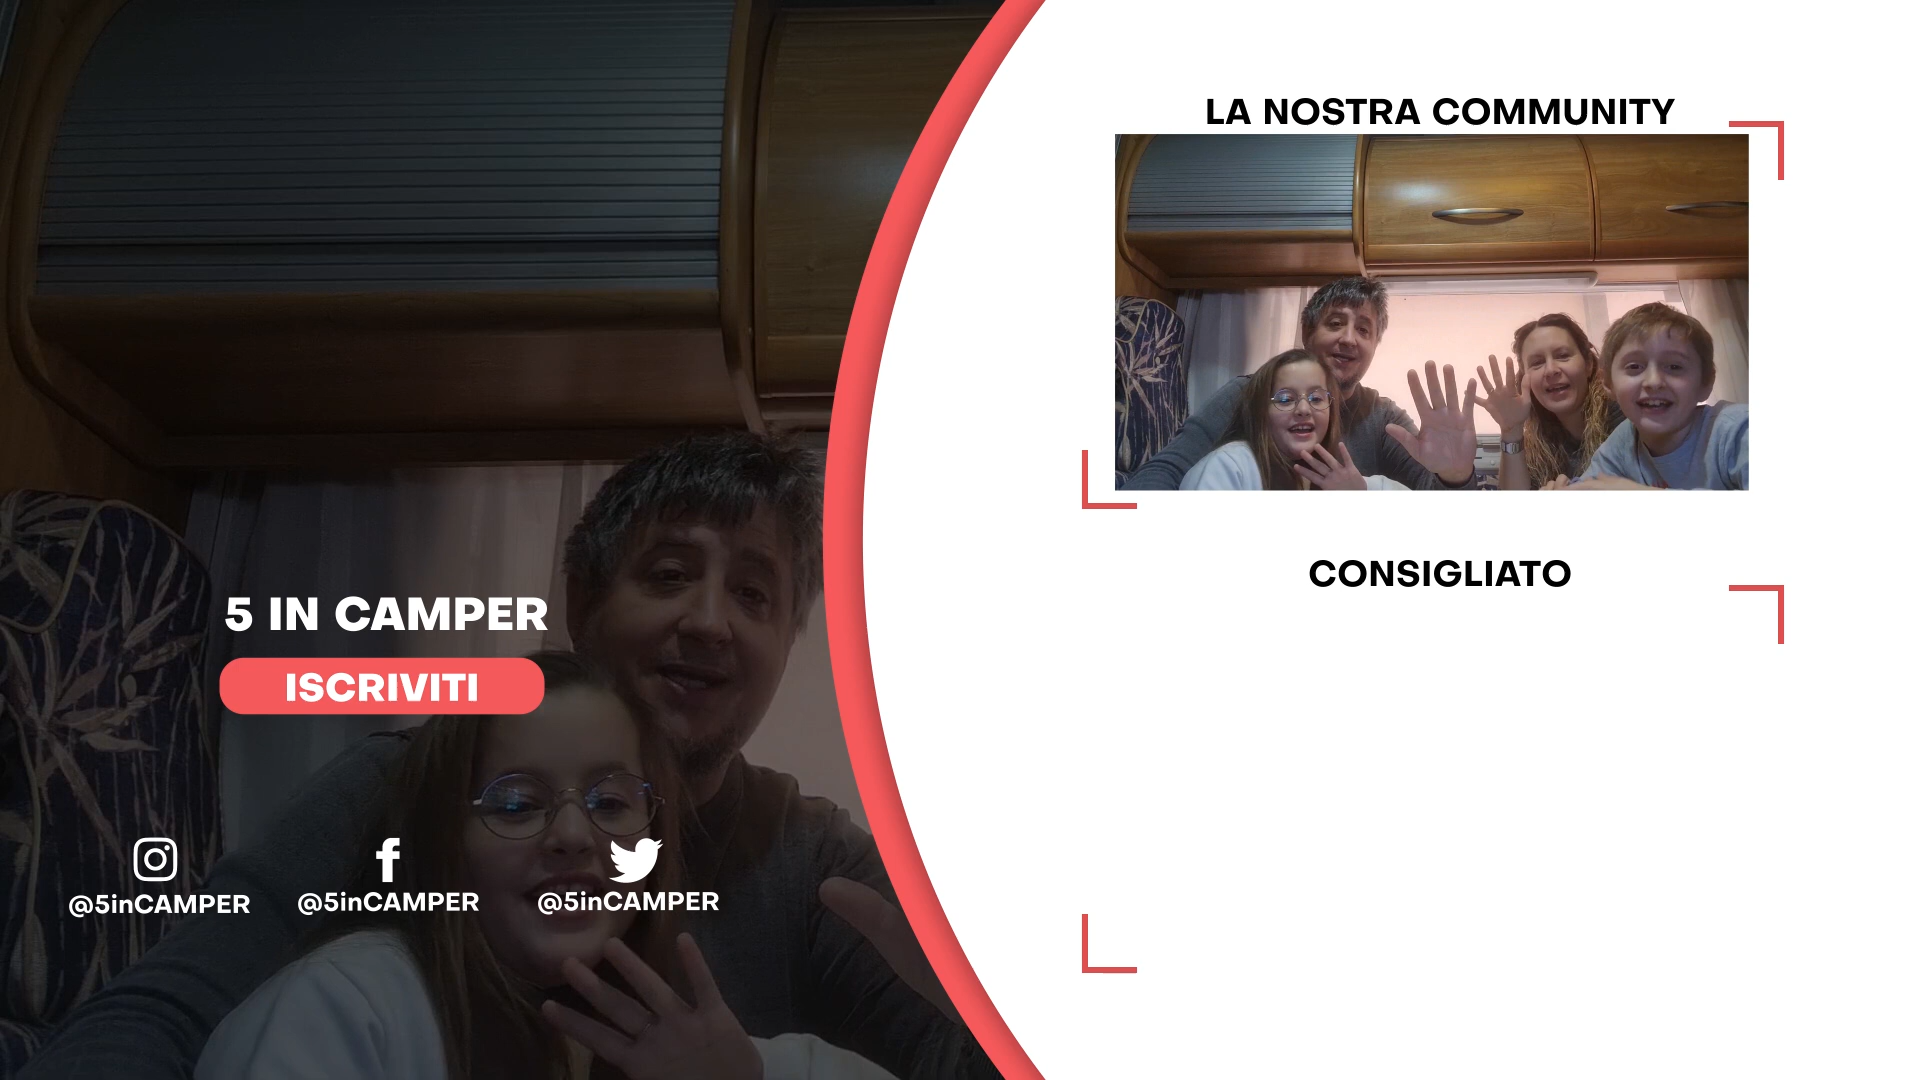 5 IN CAMPER
ISCRIVITI
@5inCAMPER
@5inCAMPER
@5inCAMPER
LA NOSTRA COMMUNITY
CONSIGLIATO